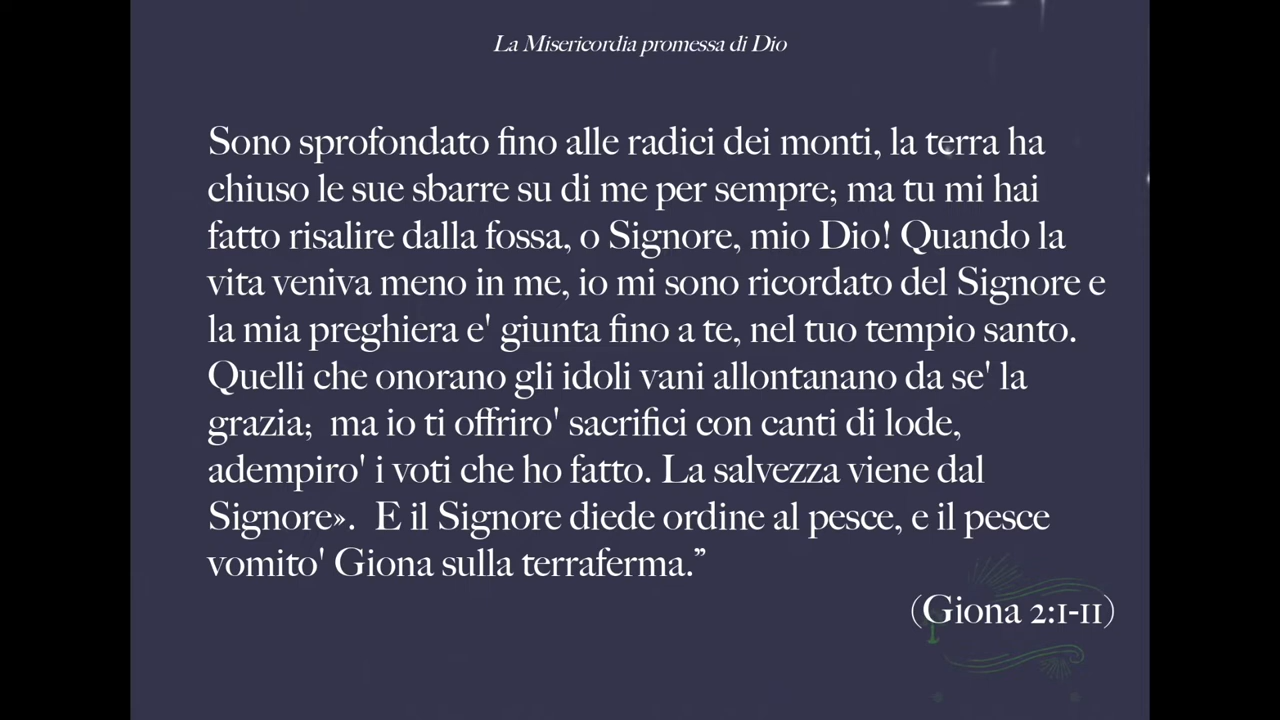 La Misericordia promessa di Dio
Sono sprofondato fino alle radici dei monti, la terra ha
chiuso le sue sbarre su di me per sempre; ma tu mi hai
fatto risalire dalla fossa, o Signore, mio Dio! Quando la
vita veniva meno in me, io mi sono ricordato del Signore e
la mia preghiera e' giunta fino a te, nel tuo tempio santo.
Quelli che onorano gli idoli vani allontanano da se' la
grazia;  ma io ti offriro' sacrifici con canti di lode,
adempiro' i voti che ho fatto. La salvezza viene dal
Signore».  E il Signore diede ordine al pesce, e il pesce
vomito' Giona sulla terraferma.”
(Giona 2:1-11)